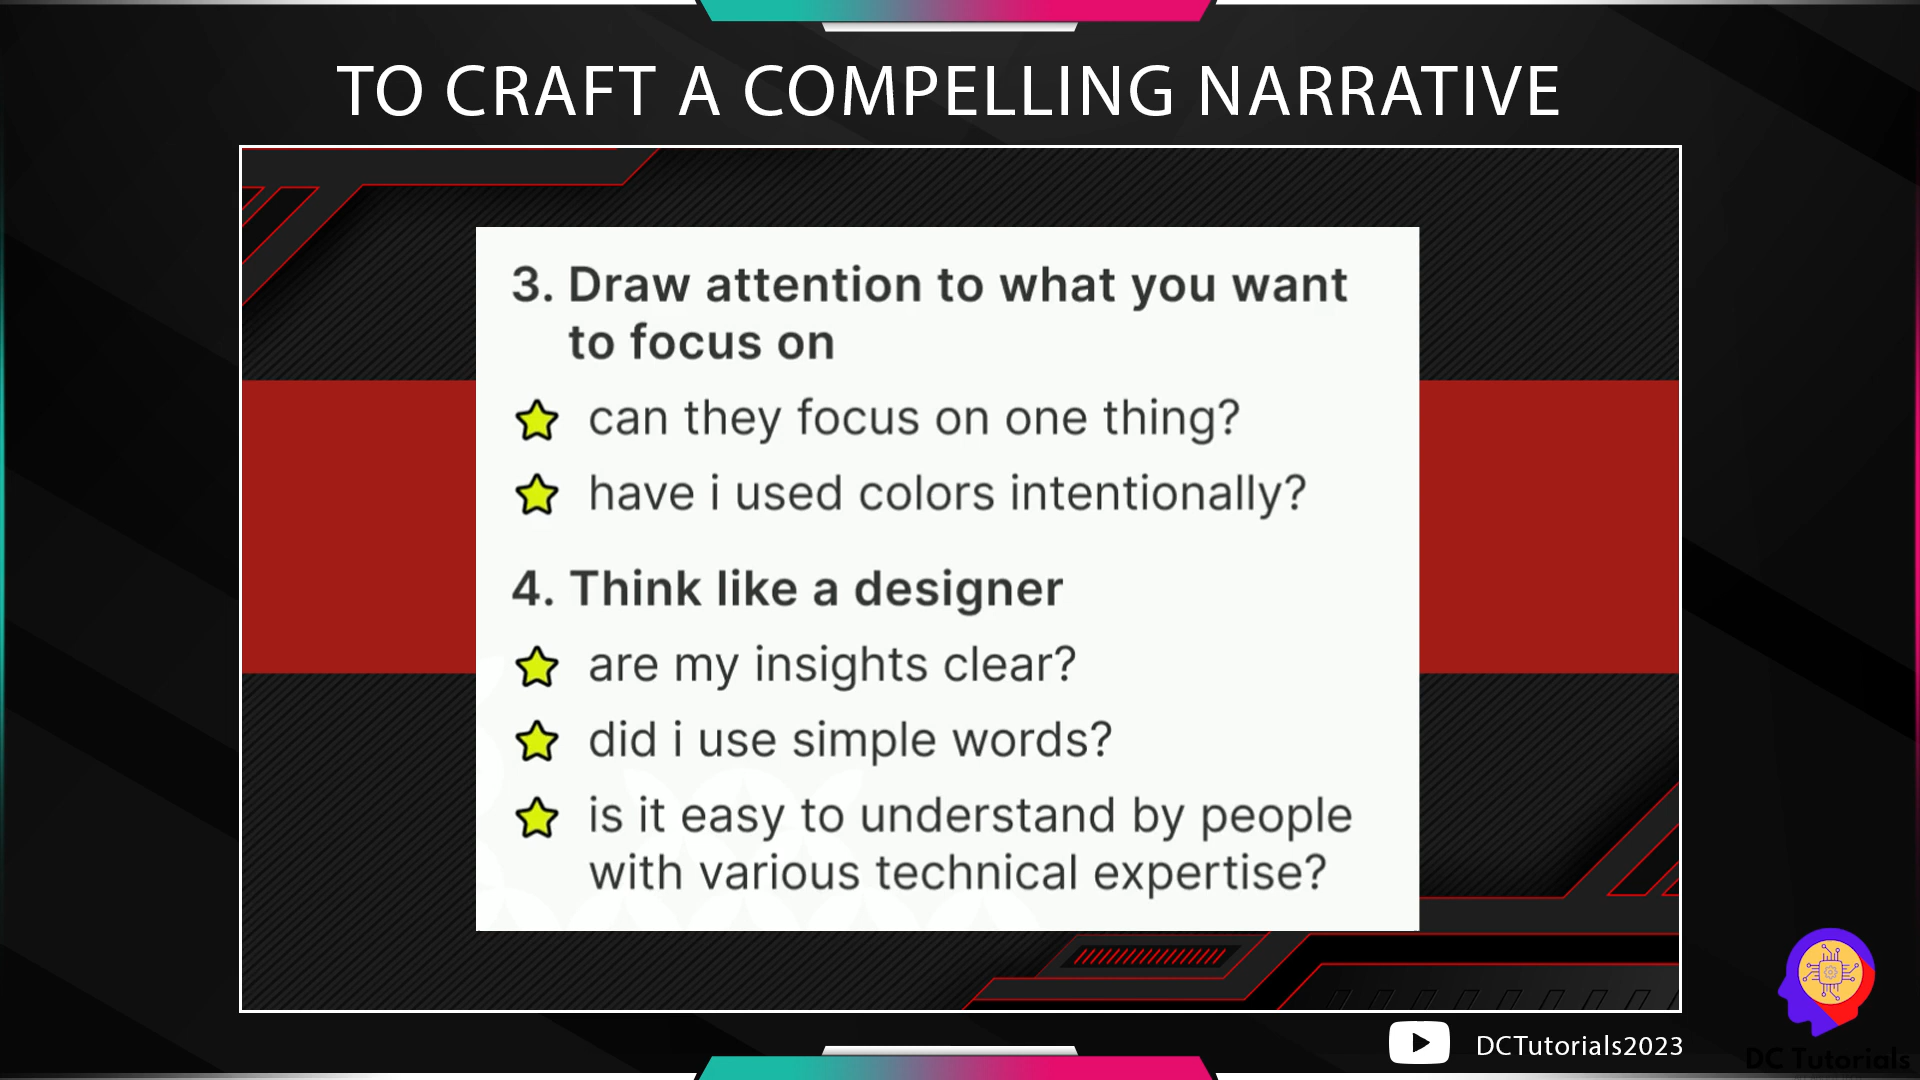 TO CRAFT A COMPELLING NARRATIVE
3. Draw attention to what you want
to focus on
can they focus on one thing?
have i used colors intentionally?
4. Think like a designer
are my insights clear?
did i use simple words?
is it easy to understand by people
with various technical expertise?
DCTutorials2023
DC Tutorials